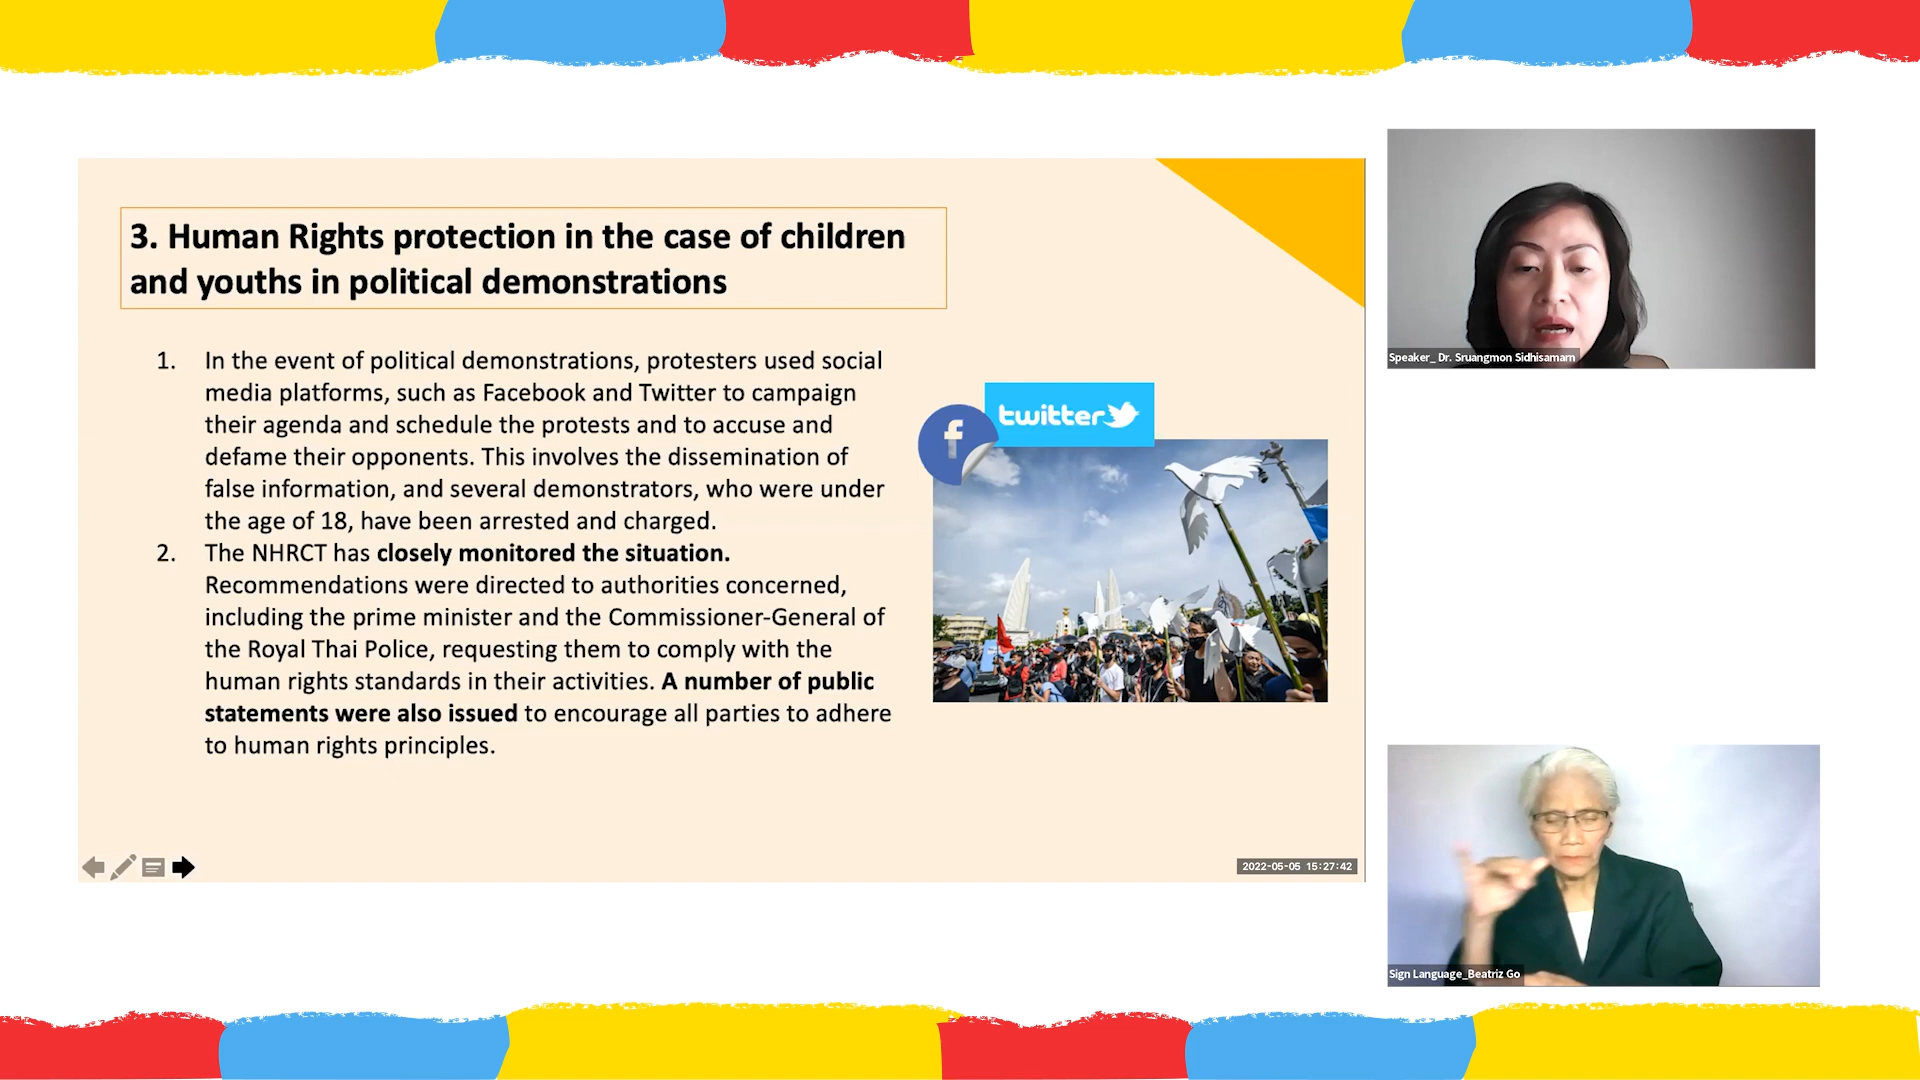 3. Human Rights protection in the case of children
and youths in political demonstrations
1. In the event of political demonstrations, protesters used social
media platforms, such as Facebook and Twitter to campaign
their agenda and schedule the protests and to accuse and
defame their opponents. This involves the dissemination of
false information, and several demonstrators, who were under
the age of 18, have been arrested and charged.
2. The NHRCT has closely monitored the situation.
Recommendations were directed to authorities concerned,
including the prime minister and the Commissioner-General of
the Royal Thai Police, requesting them to comply with the
human rights standards in their activities. A number of public
statements were also issued to encourage all parties to adhere
to human rights principles.
f
twitter
2022-05-05 15:27:42
Speaker_ Dr. Sruangmon Sidhisamarn
Sign Language_Beatriz Go